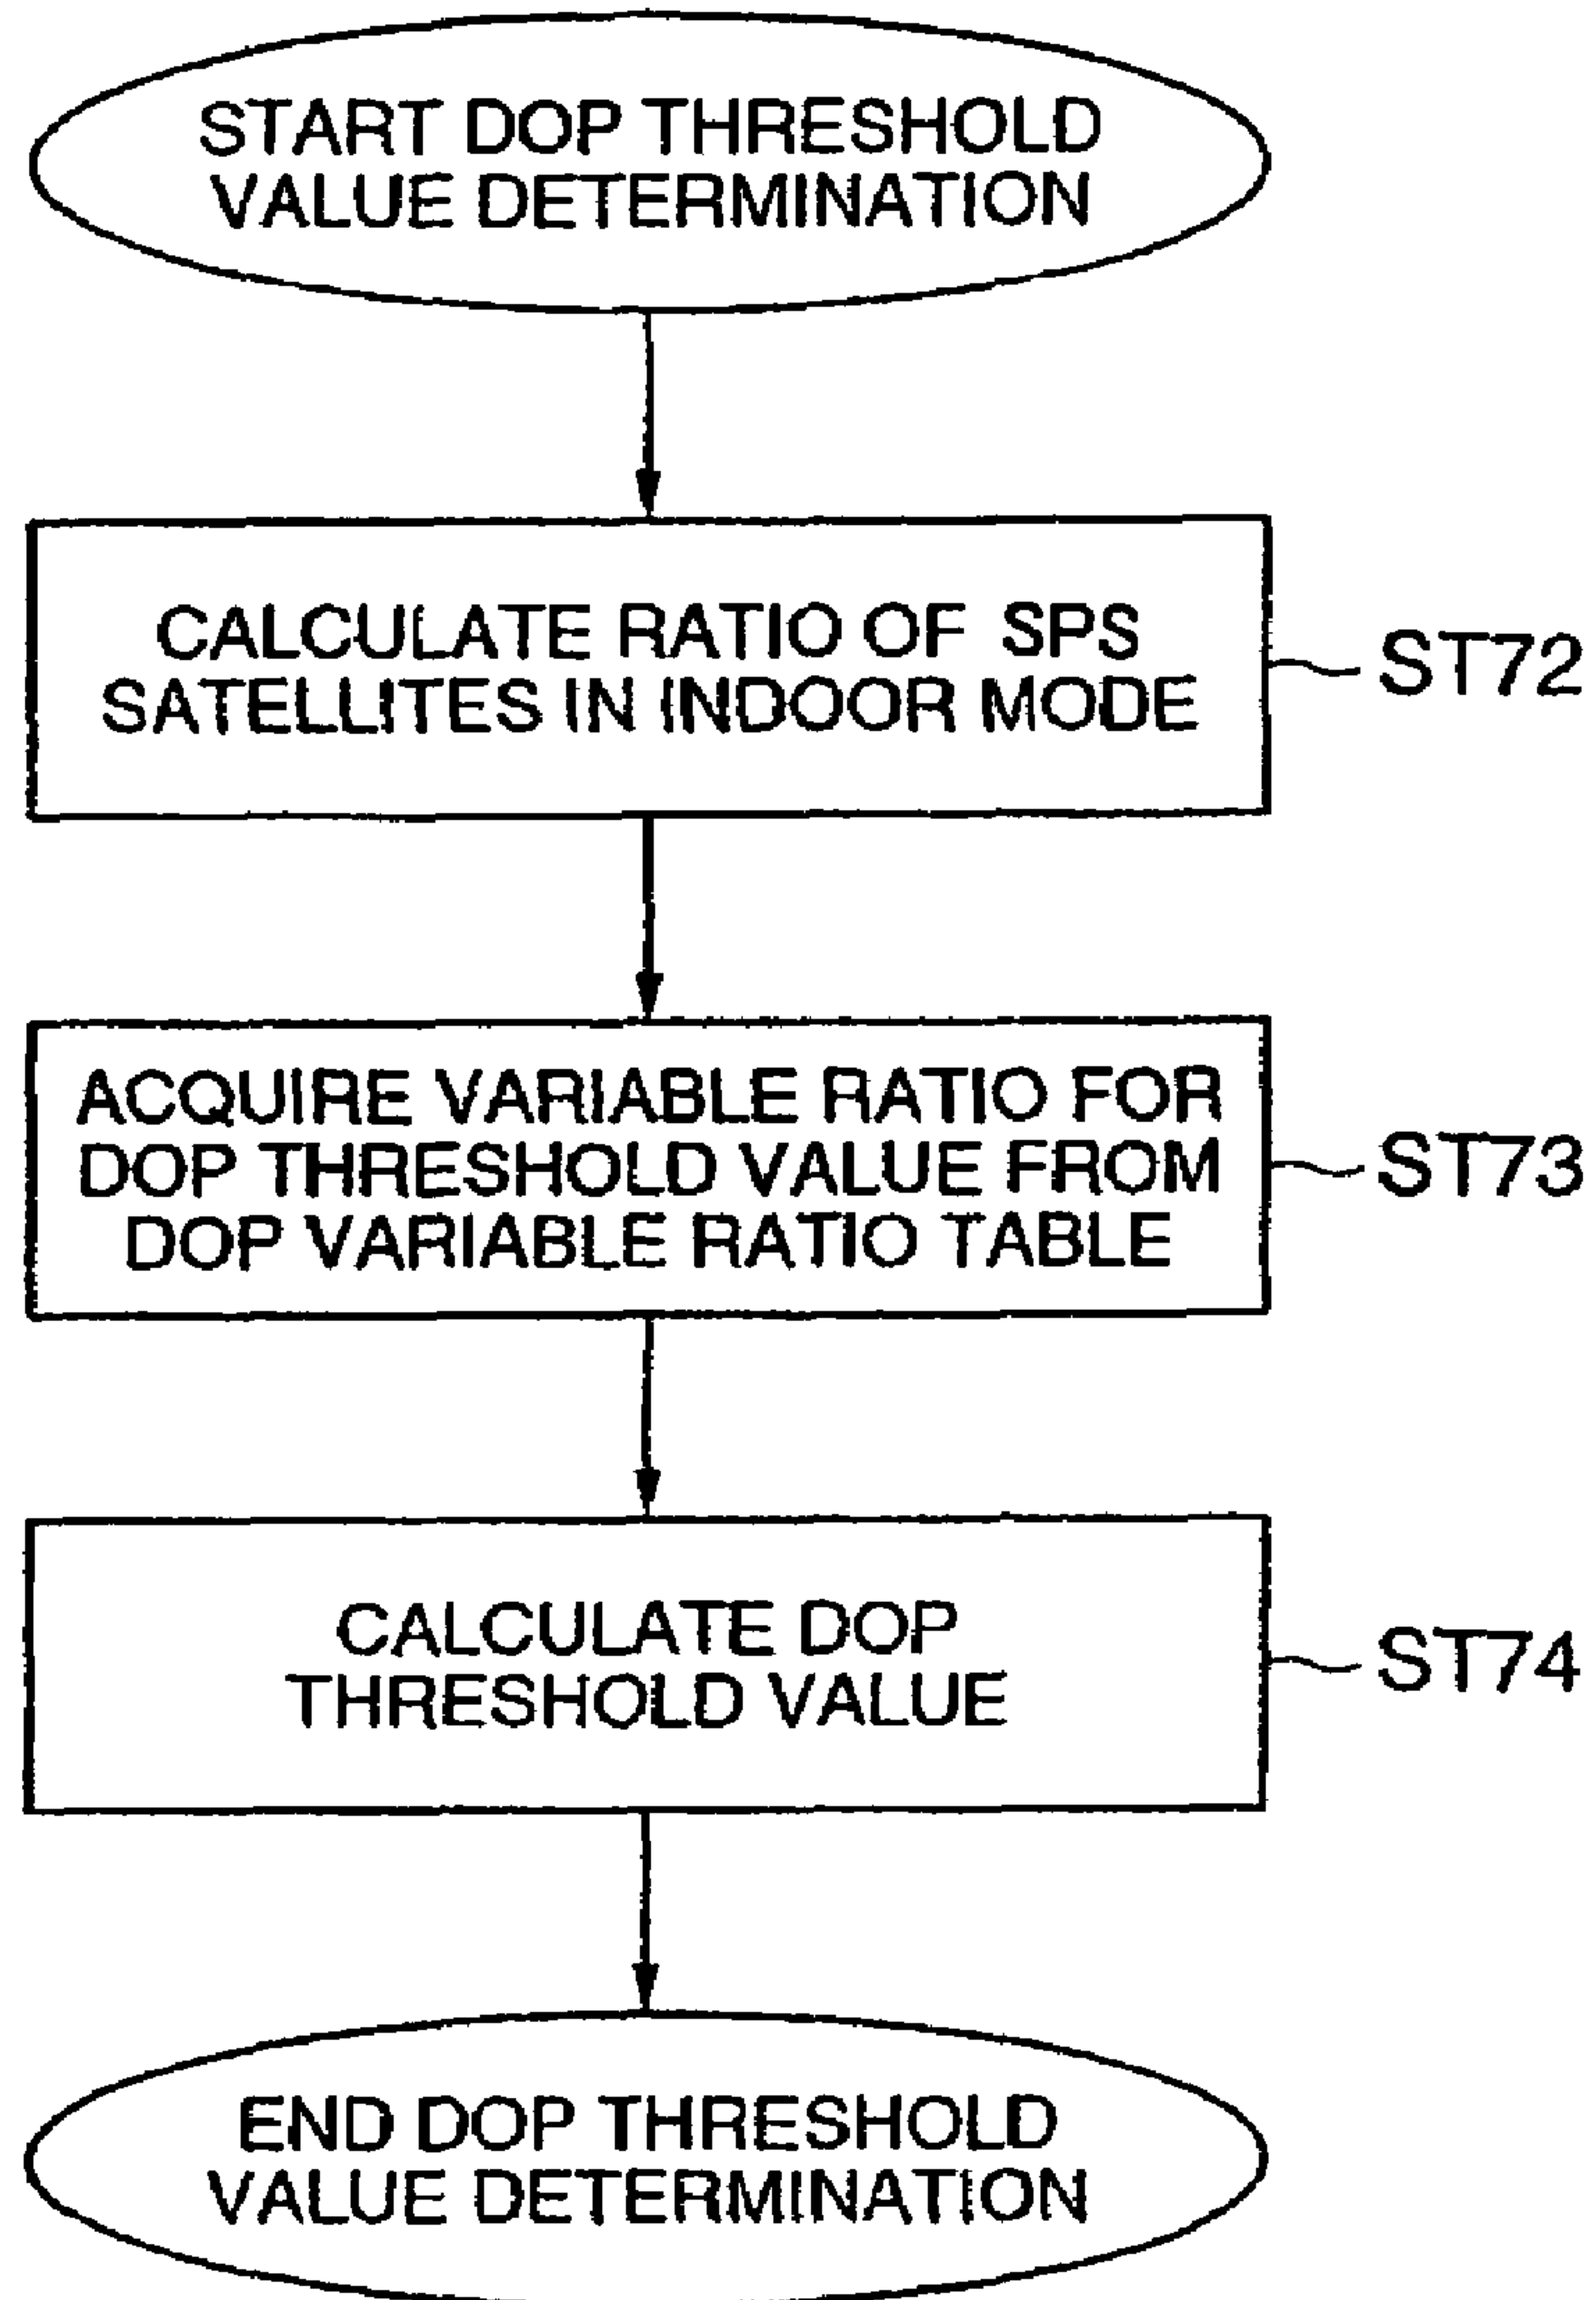 START DOP THRESHOLD
VALUE DETERMINATION
CALCULATE RATIO OF SPS
SATELLITES IN INDOOR MODE
ST72
ACQUIRE VARIABLE RATIO FOR
DOP THRESHOLD VALUE FROM
DOP VARIABLE RATIO TABLE
ST73
CALCULATE DOP
THRESHOLD VALUE
ST74
END DOP THRESHOLD
VALUE DETERMINATION